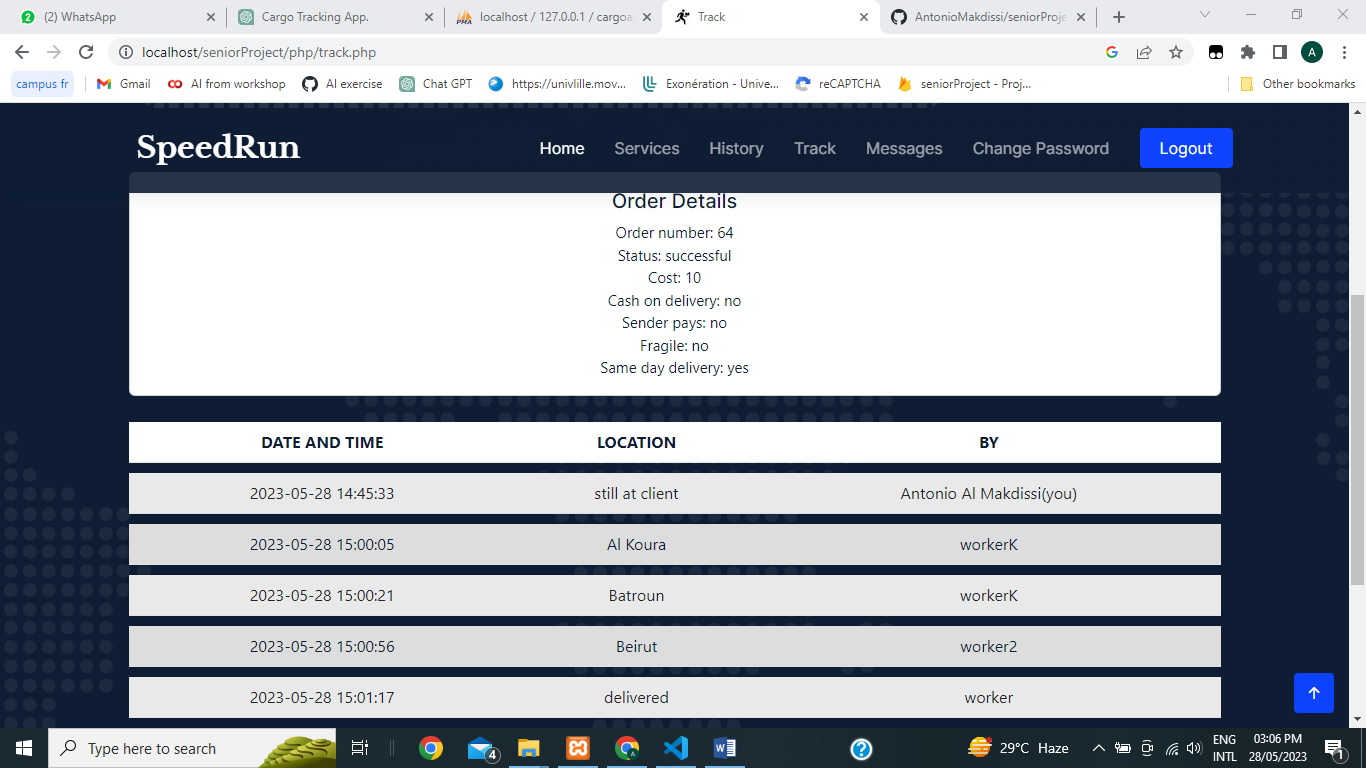 (2) WhatsApp
Cargo Tracking App.
localhost / 127.0.0.1 / cargoa
Track
AntonioMakdissi/seniorProje
localhost/seniorProject/php/track.php
A
campus fr
Gmail
AI from workshop
AI exercise
Chat GPT
https://univlille.mov...
Exonération - Unive...
reCAPTCHA
seniorProject - Proj...
Other bookmarks
SpeedRun
Home
Services
History
Track
Messages
Change Password
Logout
Order Details
Order number: 64
Status: successful
Cost: 10
Cash on delivery: no
Sender pays: no
Fragile: no
Same day delivery: yes
DATE AND TIME LOCATION BY
2023-05-28 14:45:33 still at client Antonio Al Makdissi(you)
2023-05-28 15:00:05 Al Koura workerK
2023-05-28 15:00:21 Batroun workerK
2023-05-28 15:00:56 Beirut worker2
2023-05-28 15:01:17 delivered worker
Type here to search
4
29°C Haze
ENG
INTL
03:06 PM
28/05/2023
1